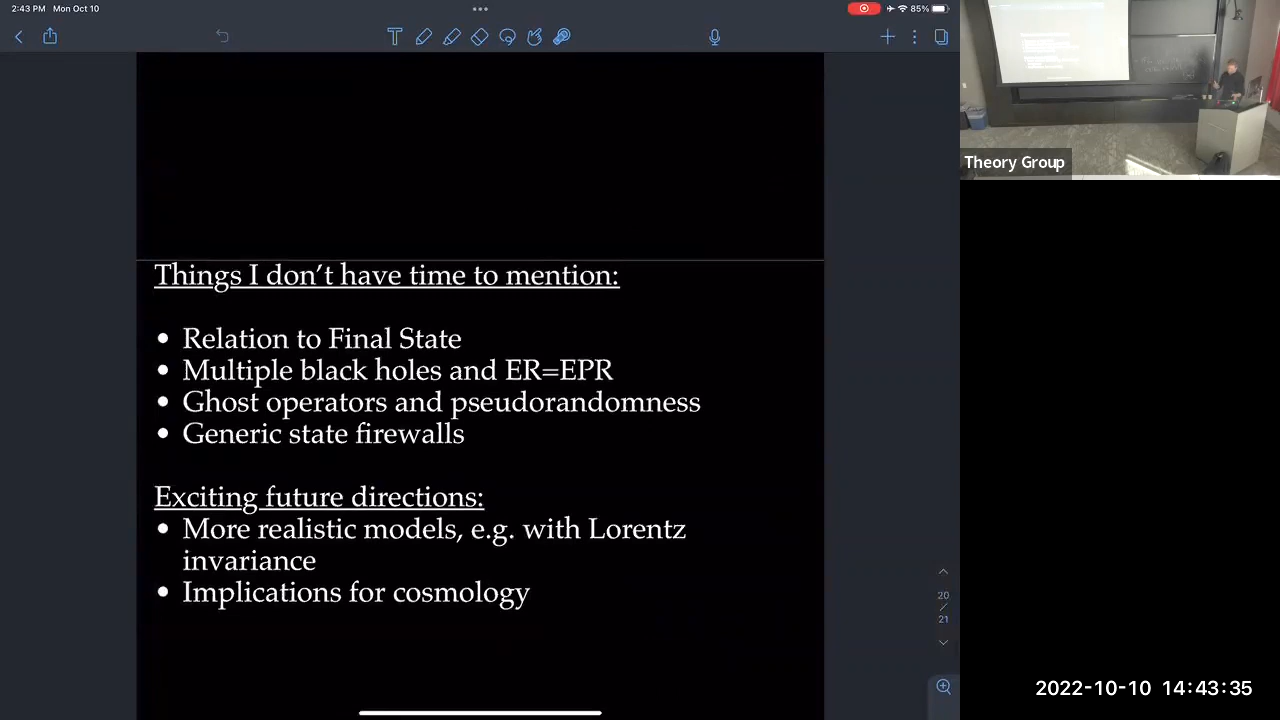 2:43 PM Mon Oct 10
85%
Things I don't have time to mention:
• Relation to Final State
• Multiple black holes and ER=EPR
• Ghost operators and pseudorandomness
• Generic state firewalls
Exciting future directions:
• More realistic models, e.g. with Lorentz
invariance
• Implications for cosmology
20
/
21
Theory Group
2022-10-10 14:43:35